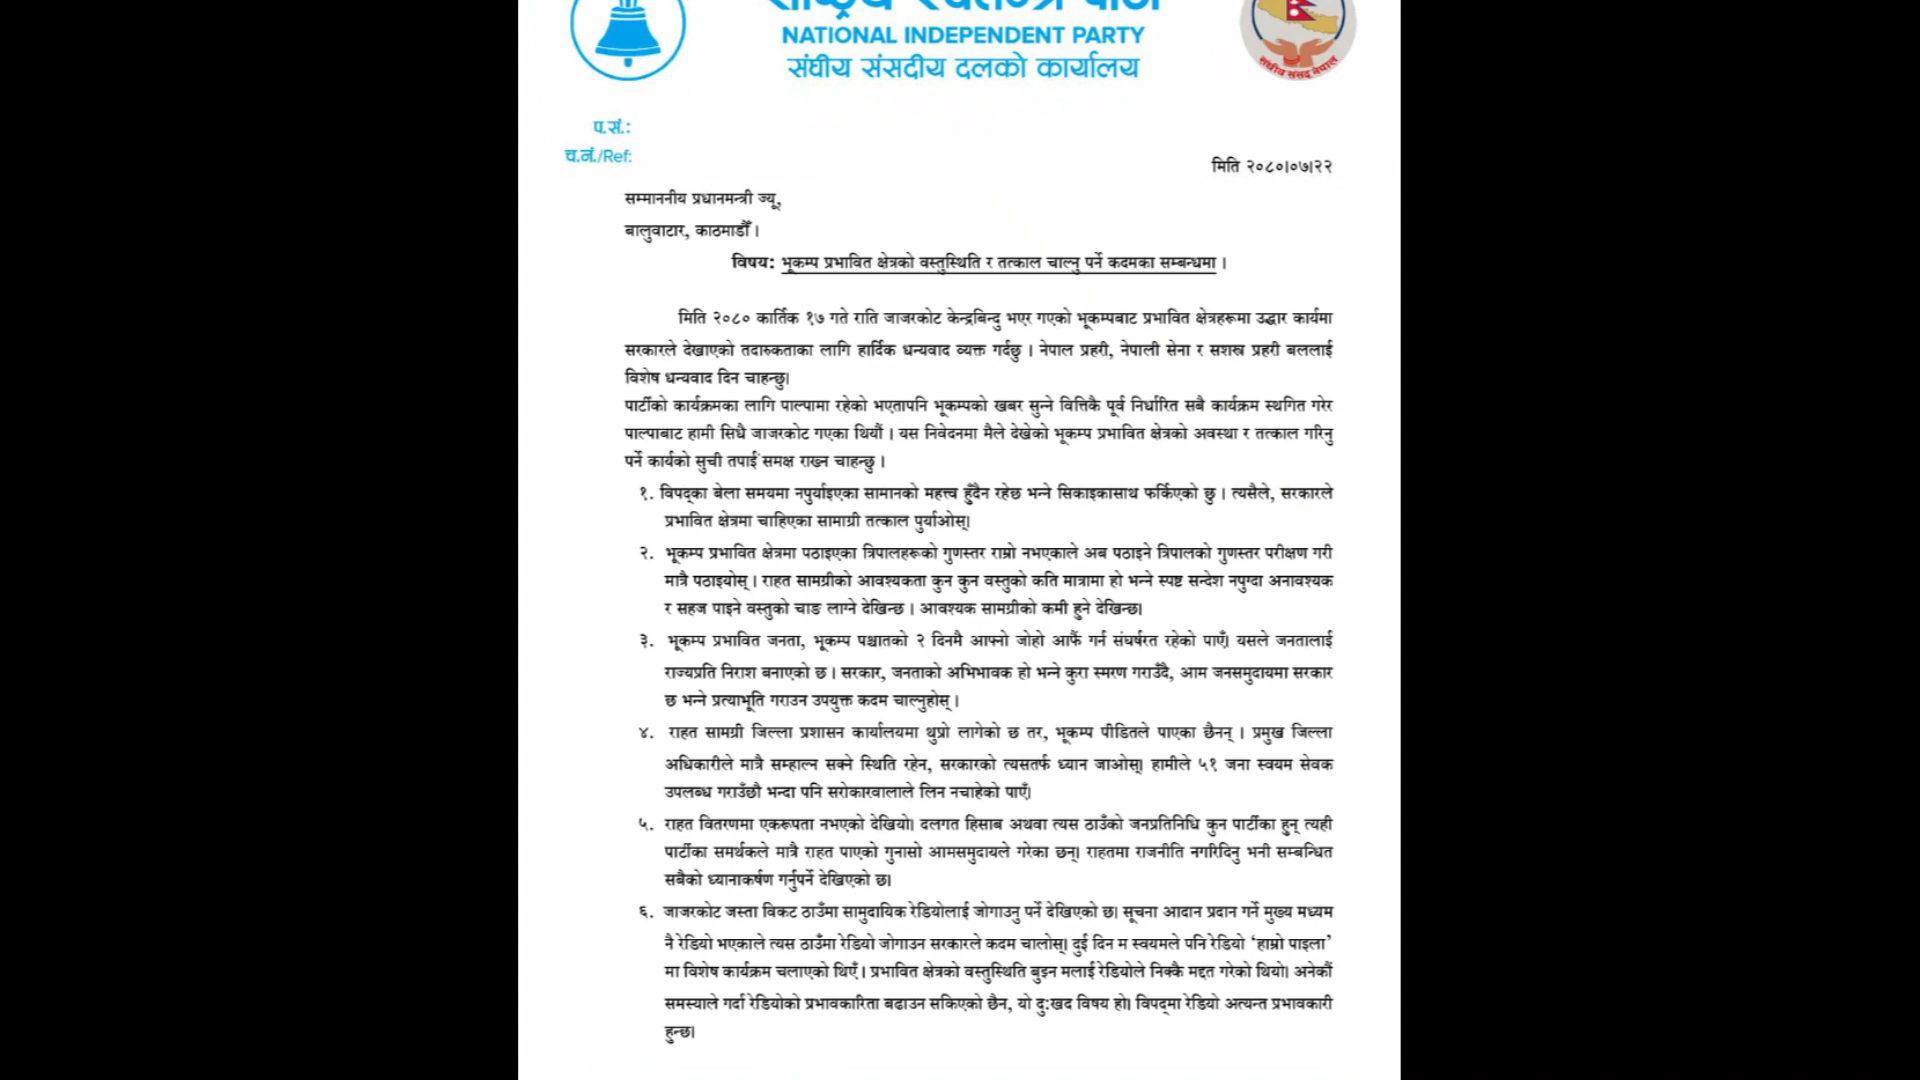 राष्ट्रिय स्वतन्त्र पार्टी
NATIONAL INDEPENDENT PARTY
संघीय संसदीय दलको कार्यालय
संघीय संसद नेपाल
प.सं.:
च.नं./Ref:
मिति २०८०।०७।२२
सम्माननीय प्रधानमन्त्री ज्यू,
बालुवाटार, काठमाडौँ ।
विषय: भूकम्प प्रभावित क्षेत्रको वस्तुस्थिति र तत्काल चाल्नु पर्ने कदमका सम्बन्धमा ।
मिति २०८० कार्तिक १७ गते राति जाजरकोट केन्द्रबिन्दु भएर गएको भूकम्पबाट प्रभावित क्षेत्रहरूमा उद्धार कार्यमा
सरकारले देखाएको तदारुकताका लागि हार्दिक धन्यवाद व्यक्त गर्दछु । नेपाल प्रहरी, नेपाली सेना र सशस्त्र प्रहरी बललाई
विशेष धन्यवाद दिन चाहन्छु।
पार्टीको कार्यक्रमका लागि पाल्पामा रहेको भएतापनि भूकम्पको खबर सुन्ने वित्तिकै पूर्व निर्धारित सबै कार्यक्रम स्थगित गरेर
पाल्पाबाट हामी सिधै जाजरकोट गएका थियौं । यस निवेदनमा मैले देखेको भूकम्प प्रभावित क्षेत्रको अवस्था र तत्काल गरिनु
पर्ने कार्यको सुची तपाईं समक्ष राख्न चाहन्छु ।
१. विपद्का बेला समयमा नपुर्याइएका सामानको महत्त्व हुँदैन रहेछ भन्ने सिकाइकासाथ फर्किएको छु । त्यसैले, सरकारले
प्रभावित क्षेत्रमा चाहिएका सामाग्री तत्काल पुर्याओस्।
२. भूकम्प प्रभावित क्षेत्रमा पठाइएका त्रिपालहरूको गुणस्तर राम्रो नभएकाले अब पठाइने त्रिपालको गुणस्तर परीक्षण गरी
मात्रै पठाइयोस् । राहत सामग्रीको आवश्यकता कुन कुन वस्तुको कति मात्रामा हो भन्ने स्पष्ट सन्देश नपुग्दा अनावश्यक
र सहज पाइने वस्तुको चाङ लाग्ने देखिन्छ । आवश्यक सामग्रीको कमी हुने देखिन्छ।
३. भूकम्प प्रभावित जनता, भूकम्प पश्चातको २ दिनमै आफ्नो जोहो आफैं गर्न संघर्षरत रहेको पाएँ। यसले जनतालाई
राज्यप्रति निराश बनाएको छ । सरकार, जनताको अभिभावक हो भन्ने कुरा स्मरण गराउँदै, आम जनसमुदायमा सरकार
छ भन्ने प्रत्याभूति गराउन उपयुक्त कदम चाल्नुहोस् ।
४. राहत सामग्री जिल्ला प्रशासन कार्यालयमा थुप्रो लागेको छ तर, भूकम्प पीडितले पाएका छैनन् । प्रमुख जिल्ला
अधिकारीले मात्रै सम्हाल्न सक्ने स्थिति रहेन, सरकारको त्यसतर्फ ध्यान जाओस्। हामीले ५१ जना स्वयम सेवक
उपलब्ध गराउँछौ भन्दा पनि सरोकारवालाले लिन नचाहेको पाएँ।
५. राहत वितरणमा एकरूपता नभएको देखियो। दलगत हिसाब अथवा त्यस ठाउँको जनप्रतिनिधि कुन पार्टीका हुन् त्यही
पार्टीका समर्थकले मात्रै राहत पाएको गुनासो आमसमुदायले गरेका छन्। राहतमा राजनीति नगरिदिनु भनी सम्बन्धित
सबैको ध्यानाकर्षण गर्नुपर्ने देखिएको छ।
६. जाजरकोट जस्ता विकट ठाउँमा सामुदायिक रेडियोलाई जोगाउनु पर्ने देखिएको छ। सूचना आदान प्रदान गर्ने मुख्य मध्यम
नै रेडियो भएकाले त्यस ठाउँमा रेडियो जोगाउन सरकारले कदम चालोस्। दुई दिन म स्वयमले पनि रेडियो ‘हाम्रो पाइला’
मा विशेष कार्यक्रम चलाएको थिएँ । प्रभावित क्षेत्रको वस्तुस्थिति बुझ्न मलाई रेडियोले निक्कै मद्दत गरेको थियो। अनेकौं
समस्याले गर्दा रेडियोको प्रभावकारिता बढाउन सकिएको छैन, यो दु:खद विषय हो। विपद्मा रेडियो अत्यन्त प्रभावकारी
हुन्छ।